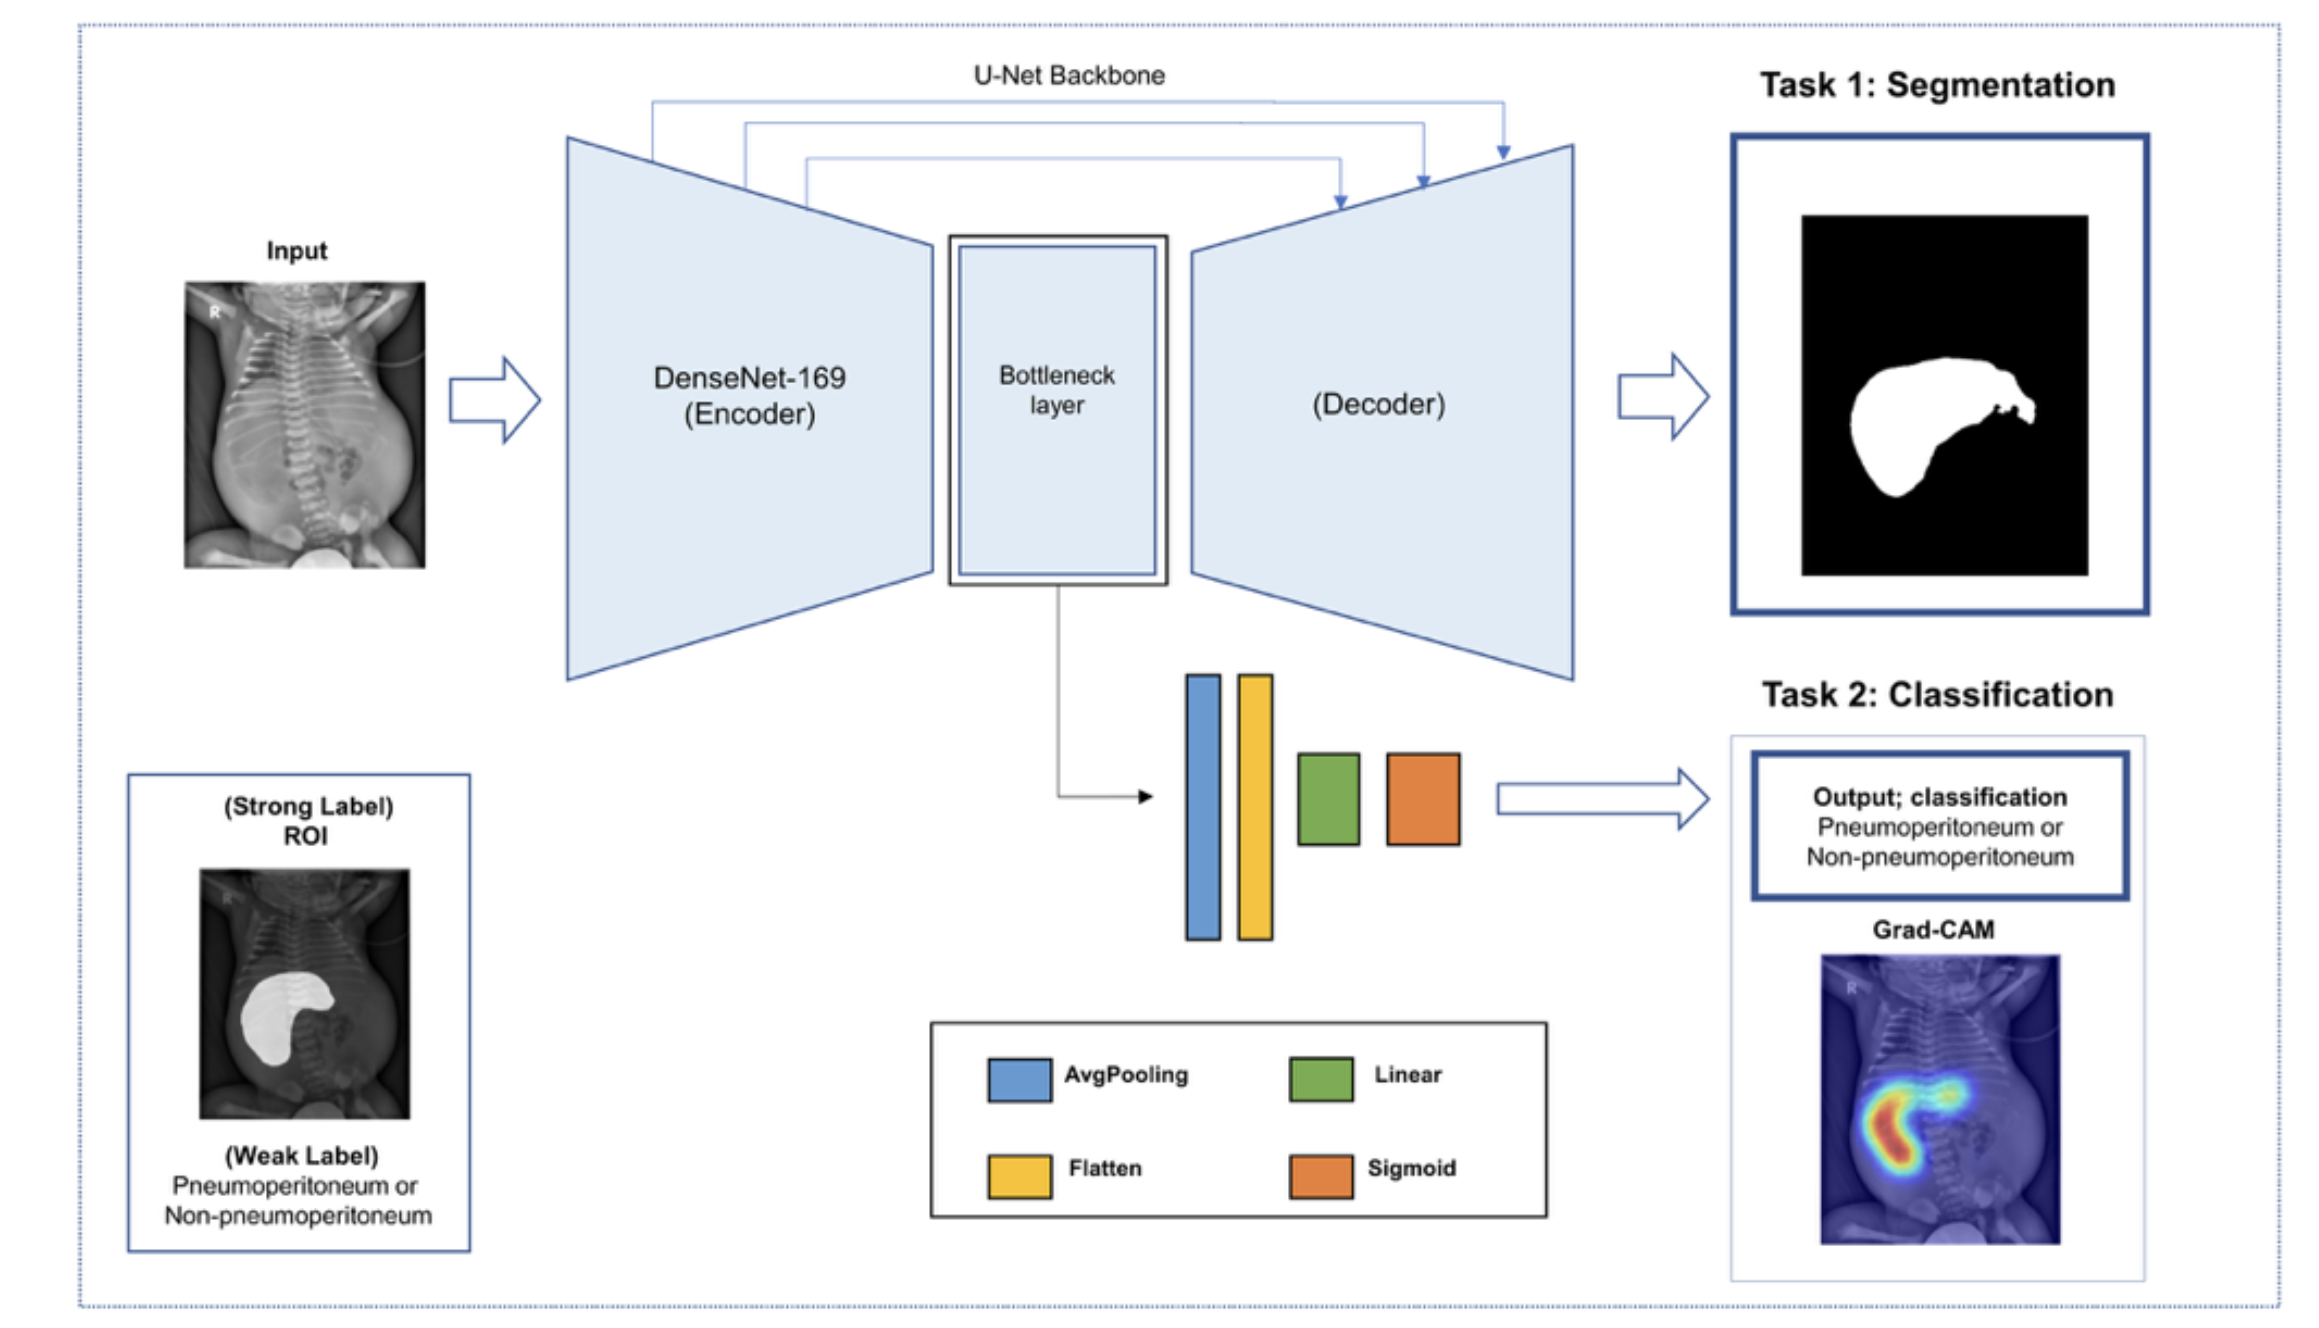 U-Net Backbone
Task 1: Segmentation
Input
R
DenseNet-169
(Encoder)
Bottleneck
layer
(Decoder)
Task 2: Classification
(Strong Label)
ROI
R
(Weak Label)
Pneumoperitoneum or
Non-pneumoperitoneum
Output; classification
Pneumoperitoneum or
Non-pneumoperitoneum
Grad-CAM
R
AvgPooling
Linear
Flatten
Sigmoid